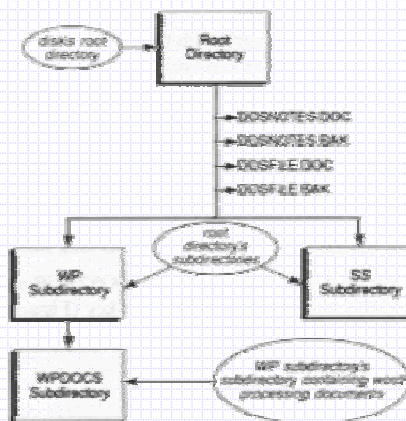 disk's root
directory
Root
Directory
DOSNOTES.DOC
DOSNOTES.BAK
DOSFILE.DOC
DOSFILE.BAK
root
directory's
subdirectories
WP
Subdirectory
SS
Subdirectory
WPDOCS
Subdirectory
WP subdirectory's
subdirectory containing word
processing documents